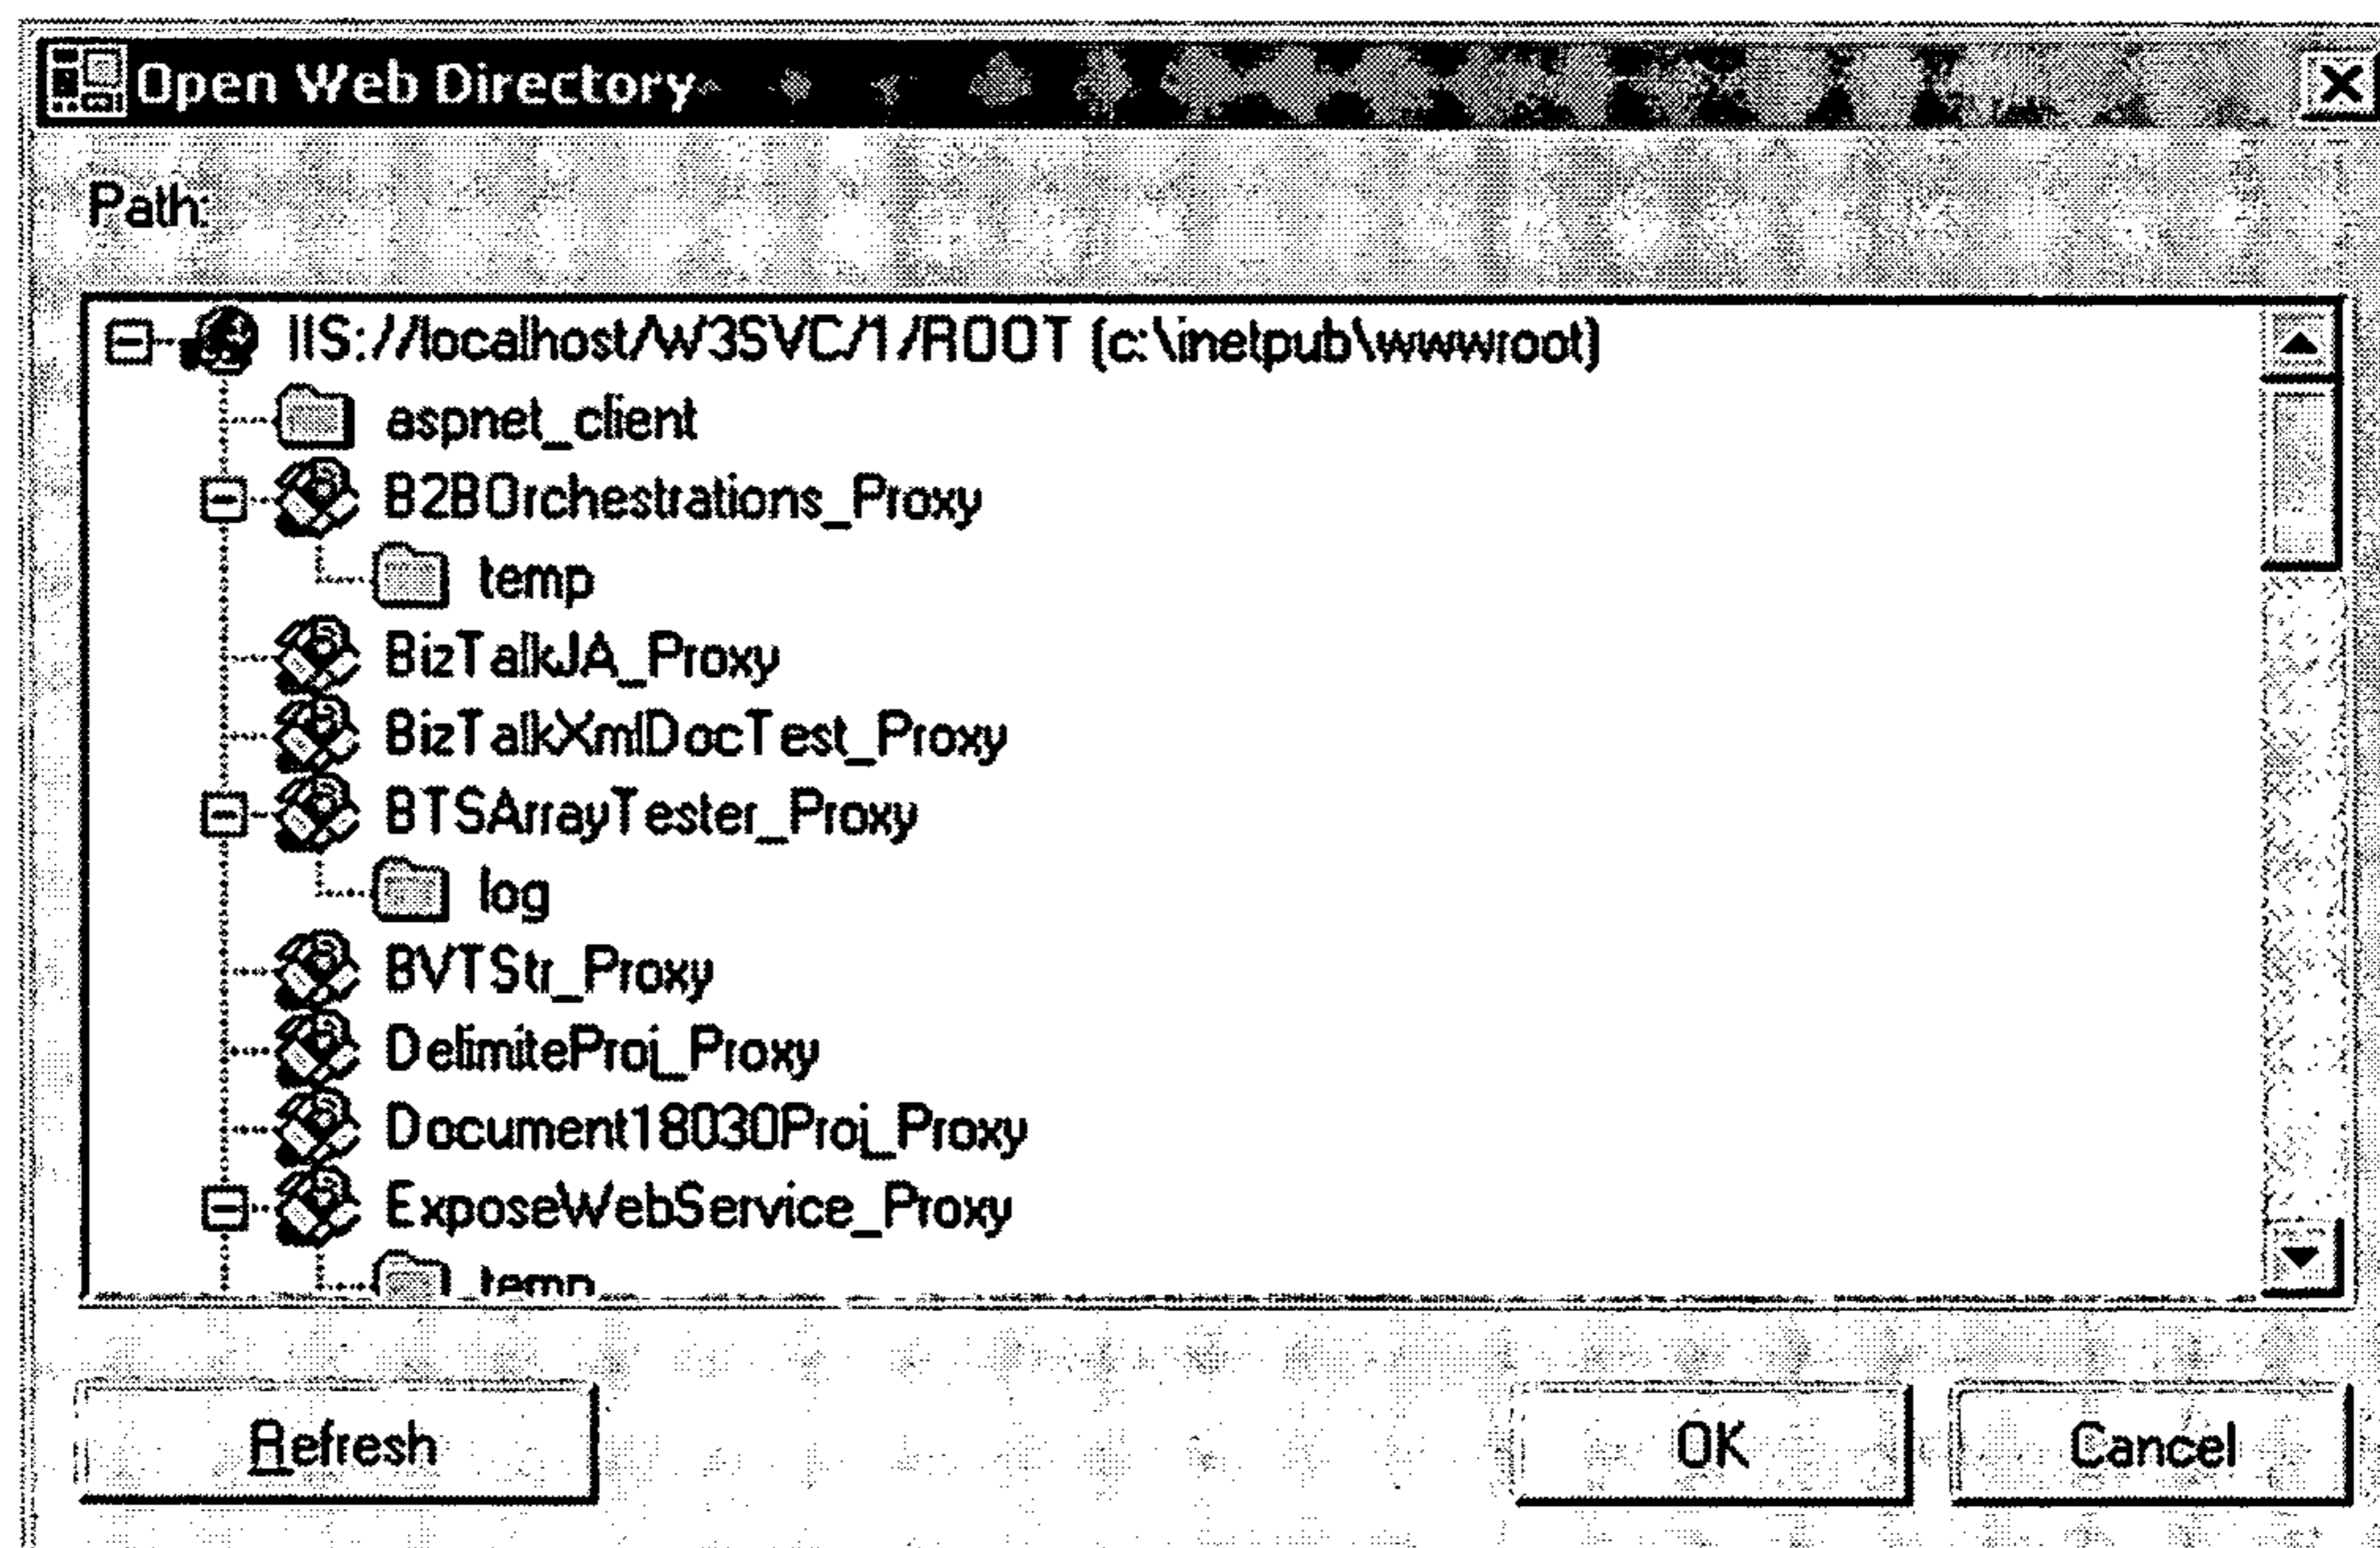 Open Web Directory
Path:
IIS://localhost/W3SVC/1/ROOT (c:\inetpub\wwwroot)
aspnet_client
B2BOrchestrations_Proxy
temp
BizTalkJA_Proxy
BizTalkXmlDocTest_Proxy
BTSArrayTester_Proxy
log
BVTStr_Proxy
DelimiteProj_Proxy
Document18030Proj_Proxy
ExposeWebService_Proxy
temp
Refresh
OK
Cancel